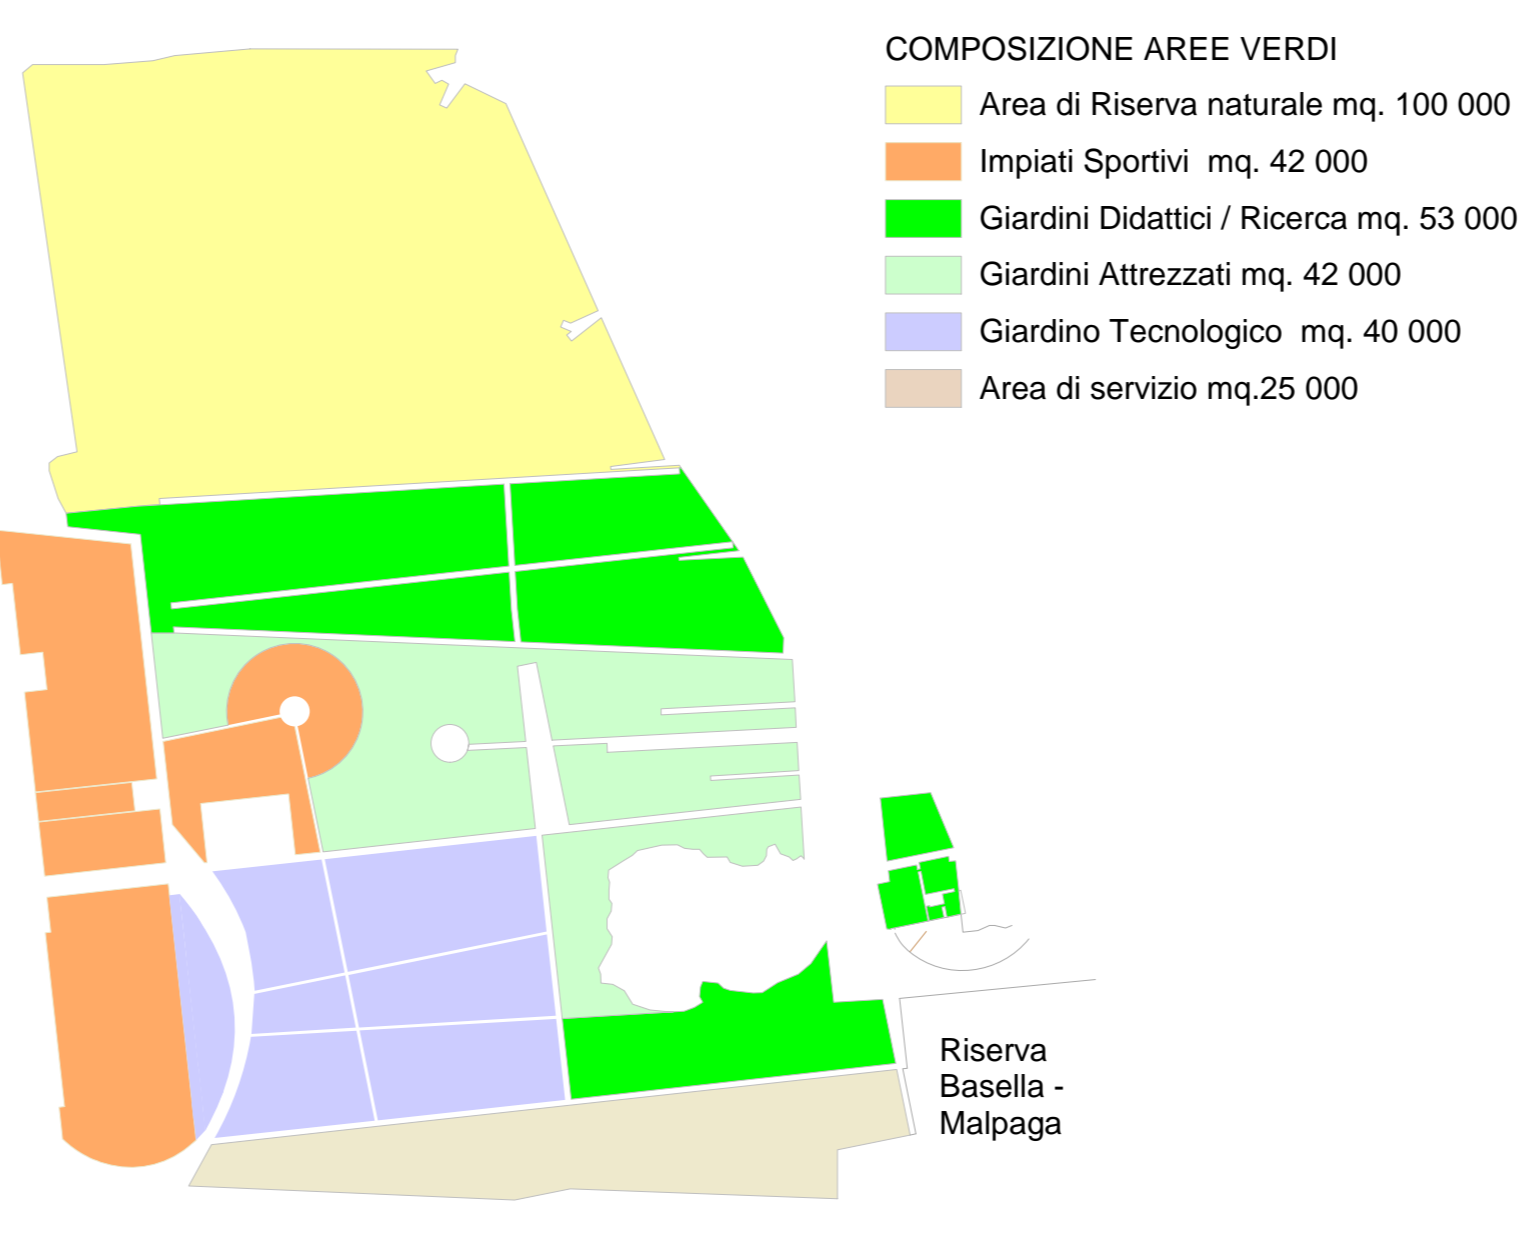 COMPOSIZIONE AREE VERDI
Area di Riserva naturale mq. 100 000
Impiati Sportivi  mq. 42 000
Giardini Didattici / Ricerca mq. 53 000
Giardini Attrezzati mq. 42 000
Giardino Tecnologico  mq. 40 000
Area di servizio mq.25 000
Riserva
Basella -
Malpaga